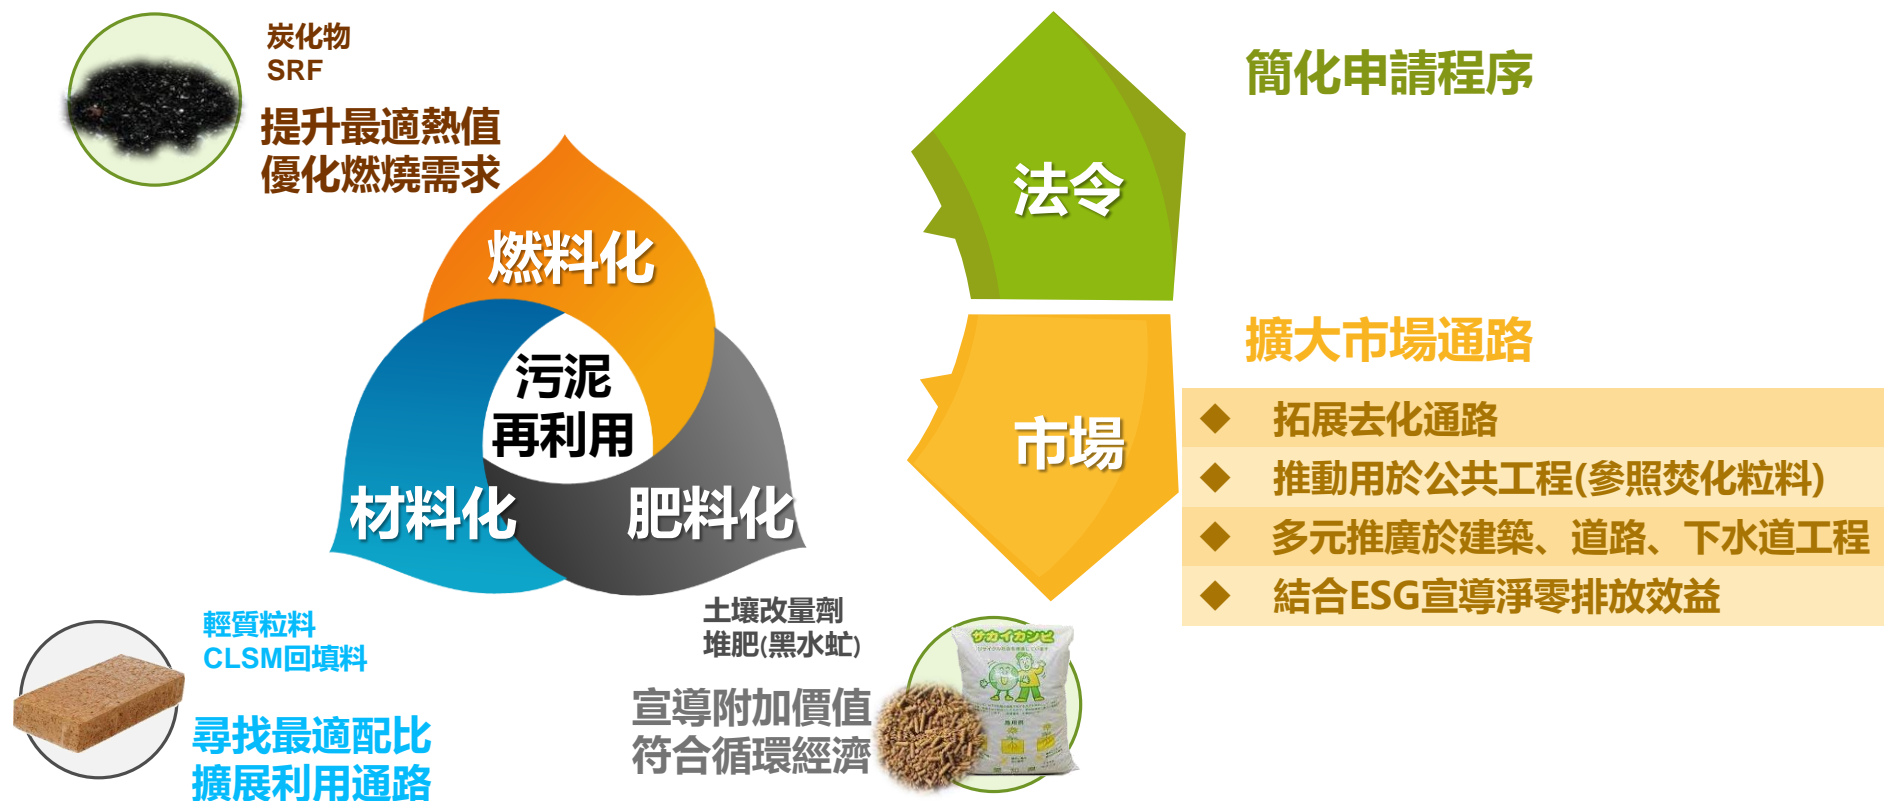 炭化物
SRF
提升最適熱值
優化燃燒需求
燃料化
污泥
再利用
材料化
肥料化
輕質粒料
CLSM回填料
尋找最適配比
擴展利用通路
土壤改量劑
堆肥(黑水虻)
宣導附加價值
符合循環經濟
サカイカンビ
法令
簡化申請程序
市場
擴大市場通路
◆ 拓展去化通路
◆ 推動用於公共工程(參照焚化粒料)
◆ 多元推廣於建築、道路、下水道工程
◆ 結合ESG宣導淨零排放效益